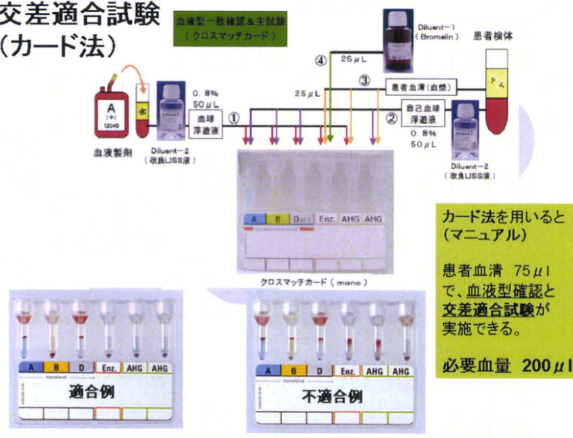 交差適合試験
(カード法)
血液型一致確認＆主試験
(クロスマッチカード)
Diluent-1
(Bromelin)
患者検体
④
25μL
③
25μL
患者血清(血漿)
0.8%
50μL
①
血球
浮遊液
②
自己血球
浮遊液
0.8%
50μL
A
(+)
12345
血液製剤
Diluent-2
(改良LISS液)
Diluent-2
(改良LISS液)
A B D Enz. AHG AHG
クロスマッチカード(mono)
カード法を用いると
(マニュアル)
患者血清 75μl
で、血液型確認と
交差適合試験が
実施できる。
必要血量 200μl
A B D Enz. AHG AHG
適合例
A B D Enz. AHG AHG
不適合例